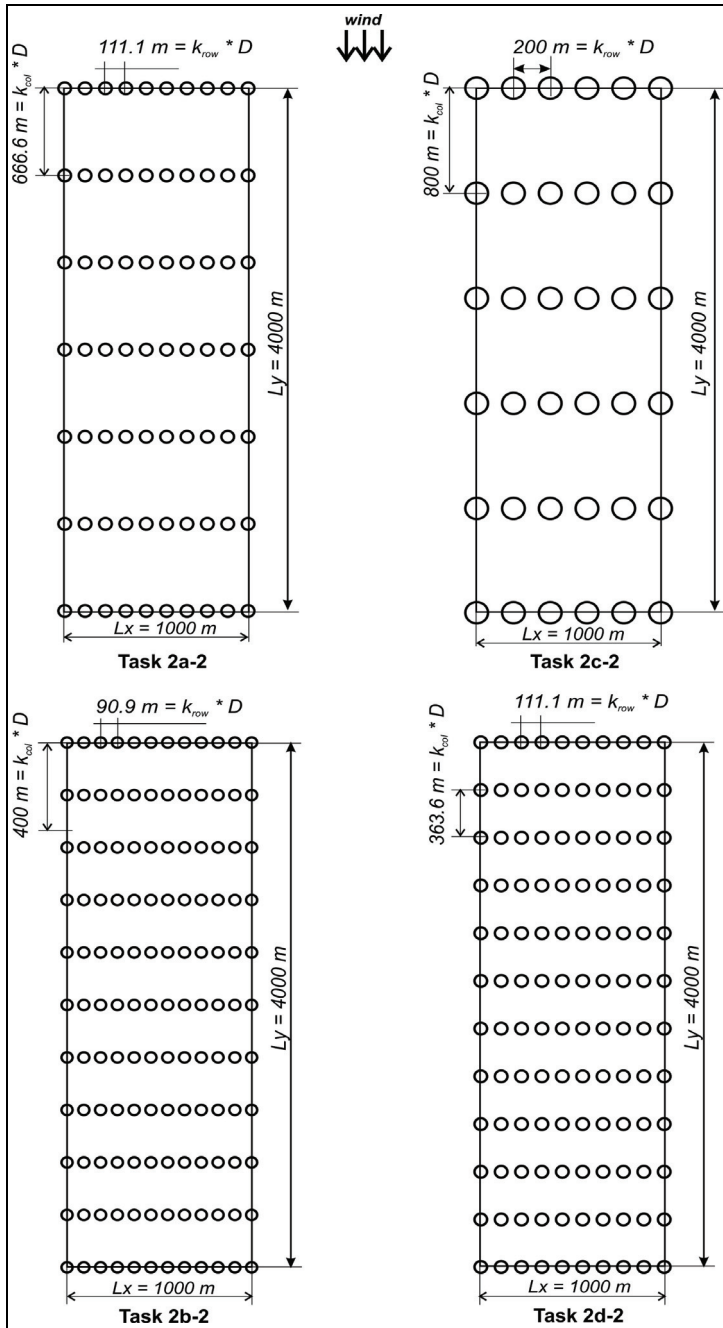 wind
111.1 m = k_row * D
666.6 m = k_col * D
Ly = 4000 m
Lx = 1000 m
Task 2a-2
200 m = k_row * D
800 m = k_col * D
Ly = 4000 m
Lx = 1000 m
Task 2c-2
90.9 m = k_row * D
400 m = k_col * D
Ly = 4000 m
Lx = 1000 m
Task 2b-2
111.1 m = k_row * D
363.6 m = k_col * D
Ly = 4000 m
Lx = 1000 m
Task 2d-2